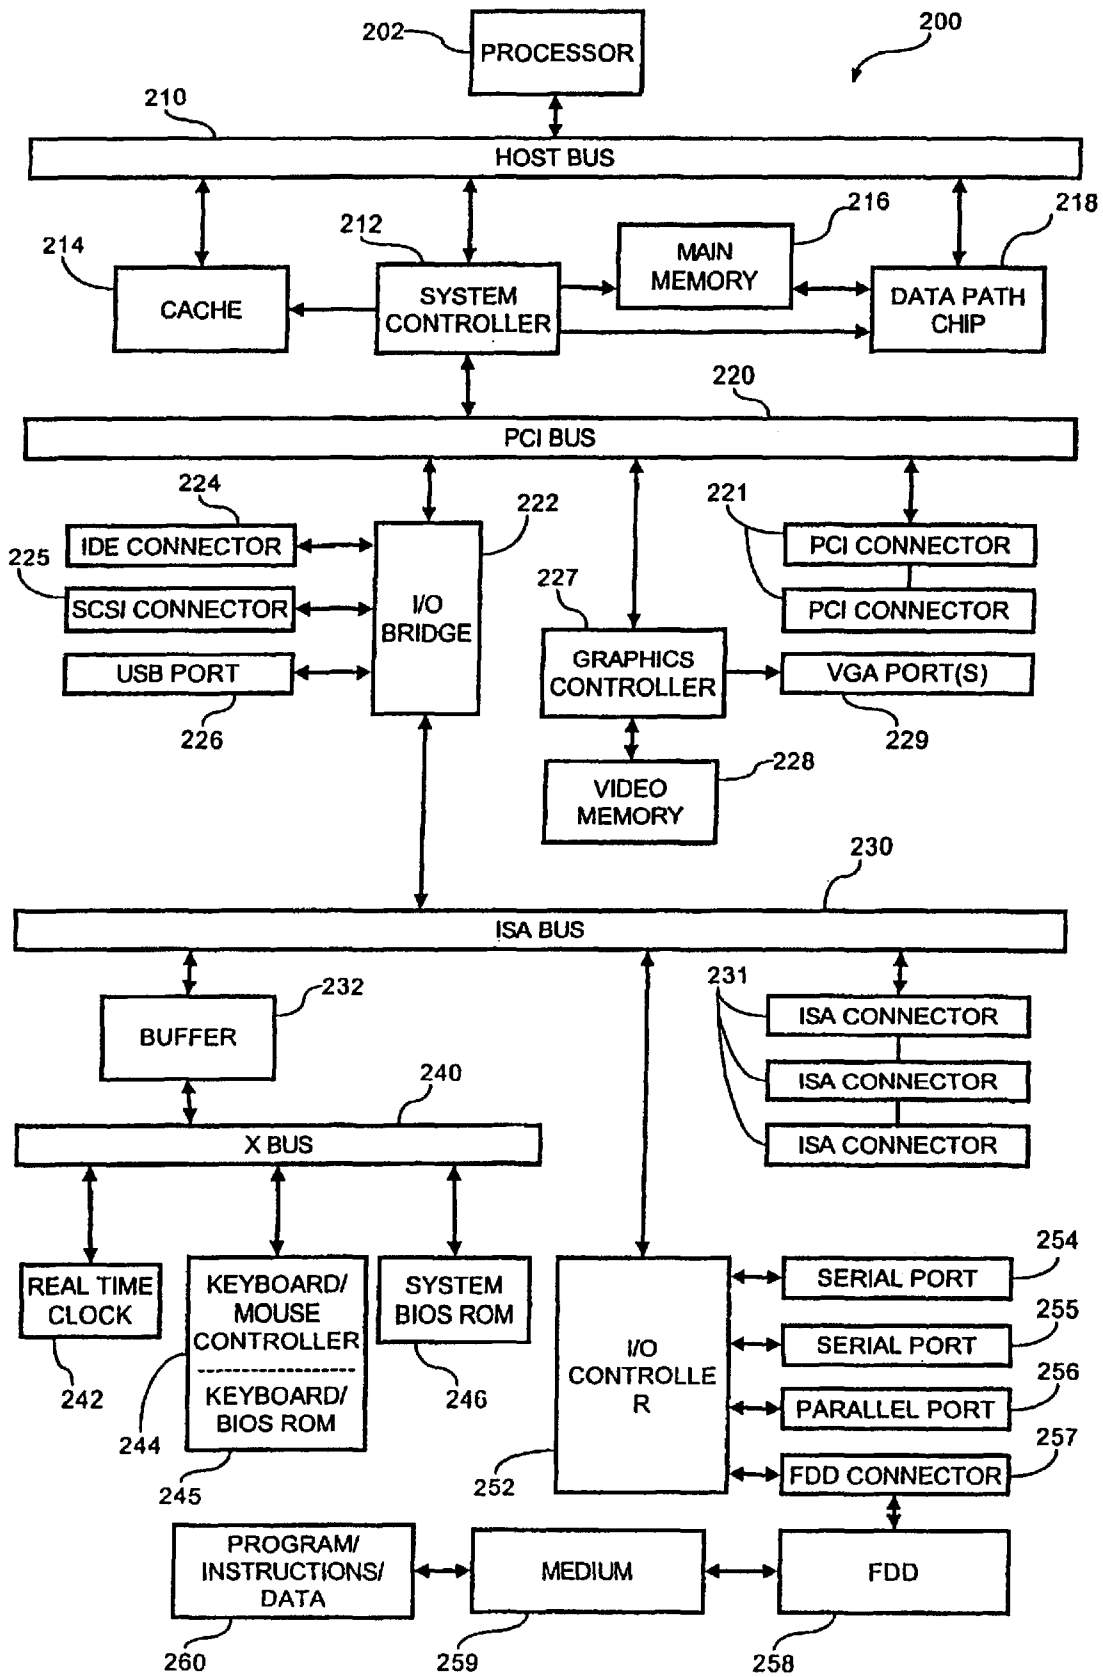 202
PROCESSOR
200
210
HOST BUS
214
CACHE
212
SYSTEM
CONTROLLER
216
MAIN
MEMORY
218
DATA PATH
CHIP
220
PCI BUS
224
IDE CONNECTOR
225
SCSI CONNECTOR
USB PORT
226
222
I/O
BRIDGE
227
GRAPHICS
CONTROLLER
228
VIDEO
MEMORY
221
PCI CONNECTOR
PCI CONNECTOR
VGA PORT(S)
229
230
ISA BUS
232
BUFFER
231
ISA CONNECTOR
ISA CONNECTOR
ISA CONNECTOR
240
X BUS
REAL TIME
CLOCK
242
KEYBOARD/
MOUSE
CONTROLLER
KEYBOARD/
BIOS ROM
244
245
SYSTEM
BIOS ROM
246
I/O
CONTROLLE
R
252
254
SERIAL PORT
255
SERIAL PORT
256
PARALLEL PORT
257
FDD CONNECTOR
PROGRAM/
INSTRUCTIONS/
DATA
260
MEDIUM
259
FDD
258